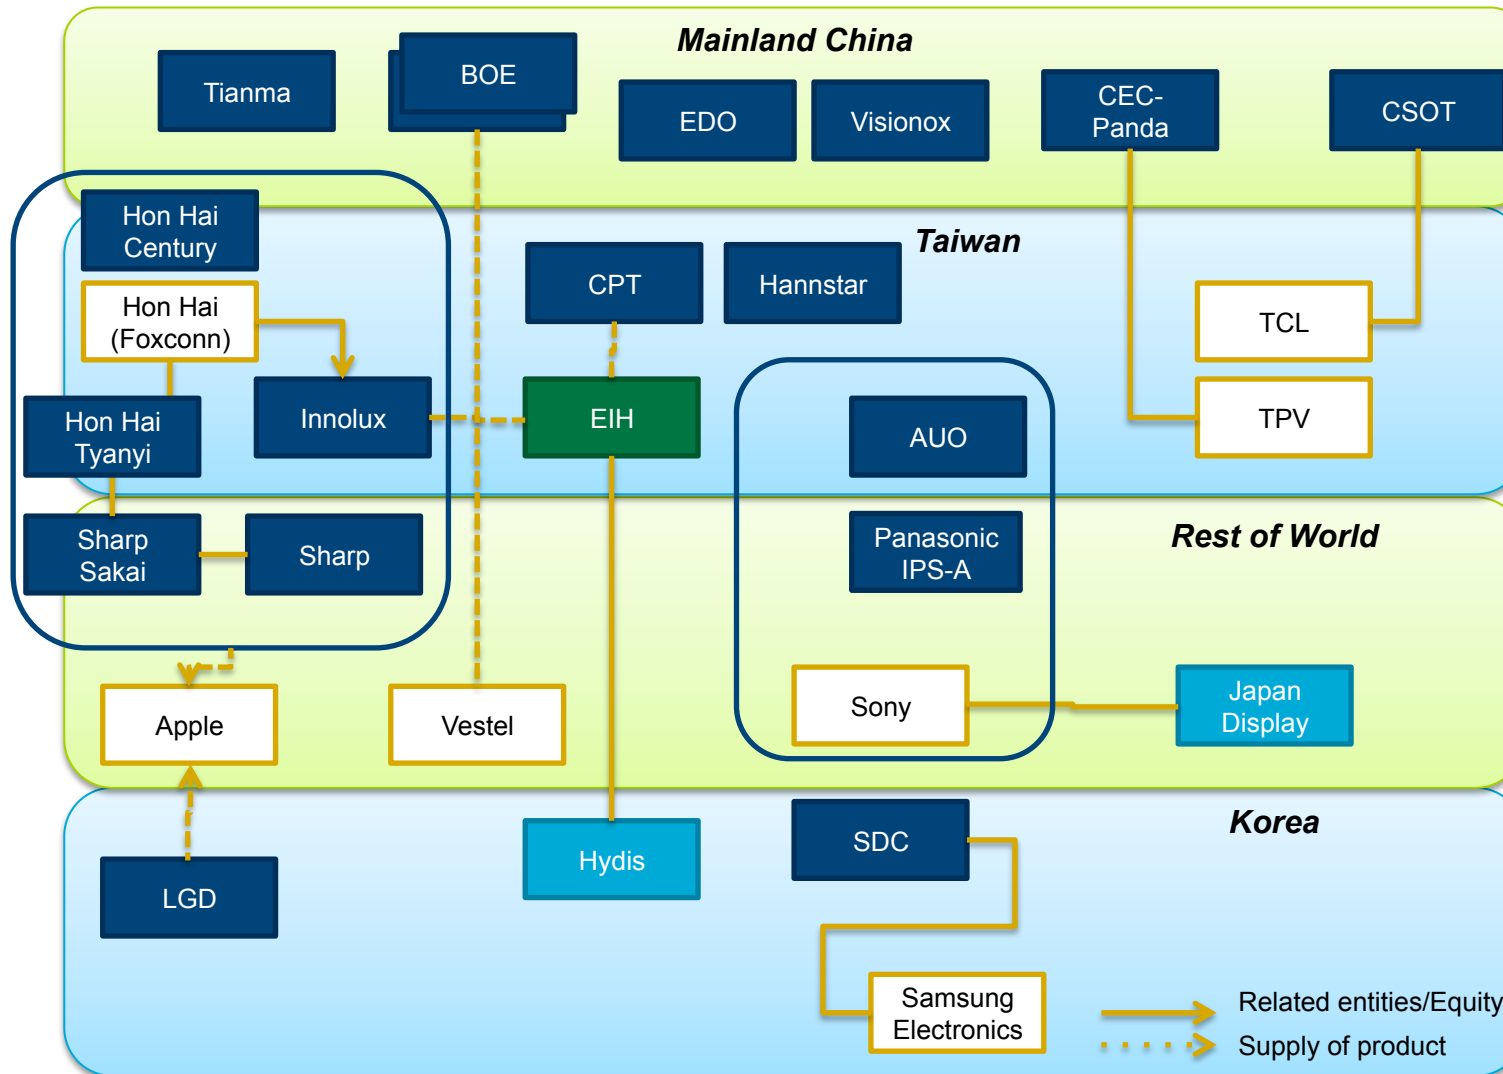 Mainland China
Tianma
BOE
EDO
Visionox
CEC-
Panda
CSOT
Hon Hai
Century
Taiwan
CPT
Hannstar
Hon Hai
(Foxconn)
TCL
Hon Hai
Tyanyi
Innolux
EIH
AUO
TPV
Sharp
Sakai
Sharp
Panasonic
IPS-A
Rest of World
Apple
Vestel
Sony
Japan
Display
Korea
LGD
Hydis
SDC
Samsung
Electronics
Related entities/Equity
Supply of product